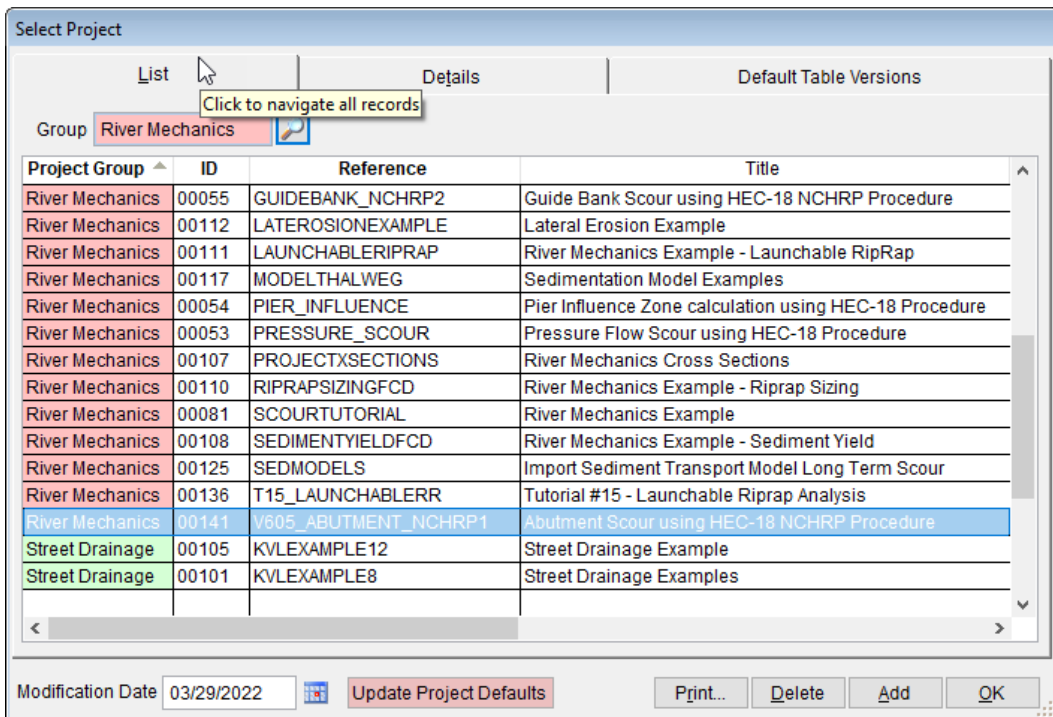 Select Project
List Details Default Table Versions
Click to navigate all records
Group River Mechanics
Project Group ID Reference Title
River Mechanics 00055 GUIDEBANK_NCHRP2 Guide Bank Scour using HEC-18 NCHRP Procedure
River Mechanics 00112 LATEROSIONEXAMPLE Lateral Erosion Example
River Mechanics 00111 LAUNCHABLERIPRAP River Mechanics Example - Launchable RipRap
River Mechanics 00117 MODELTHALWEG Sedimentation Model Examples
River Mechanics 00054 PIER_INFLUENCE Pier Influence Zone calculation using HEC-18 Procedure
River Mechanics 00053 PRESSURE_SCOUR Pressure Flow Scour using HEC-18 Procedure
River Mechanics 00107 PROJECTXSECTIONS River Mechanics Cross Sections
River Mechanics 00110 RIPRAPSIZINGFCD River Mechanics Example - Riprap Sizing
River Mechanics 00081 SCOURTUTORIAL River Mechanics Example
River Mechanics 00108 SEDIMENTYIELDFCD River Mechanics Example - Sediment Yield
River Mechanics 00125 SEDMODELS Import Sediment Transport Model Long Term Scour
River Mechanics 00136 T15_LAUNCHABLERR Tutorial #15 - Launchable Riprap Analysis
River Mechanics 00141 V605_ABUTMENT_NCHRP1 Abutment Scour using HEC-18 NCHRP Procedure
Street Drainage 00105 KVLEXAMPLE12 Street Drainage Example
Street Drainage 00101 KVLEXAMPLE8 Street Drainage Examples
Modification Date 03/29/2022 Update Project Defaults Print... Delete Add OK